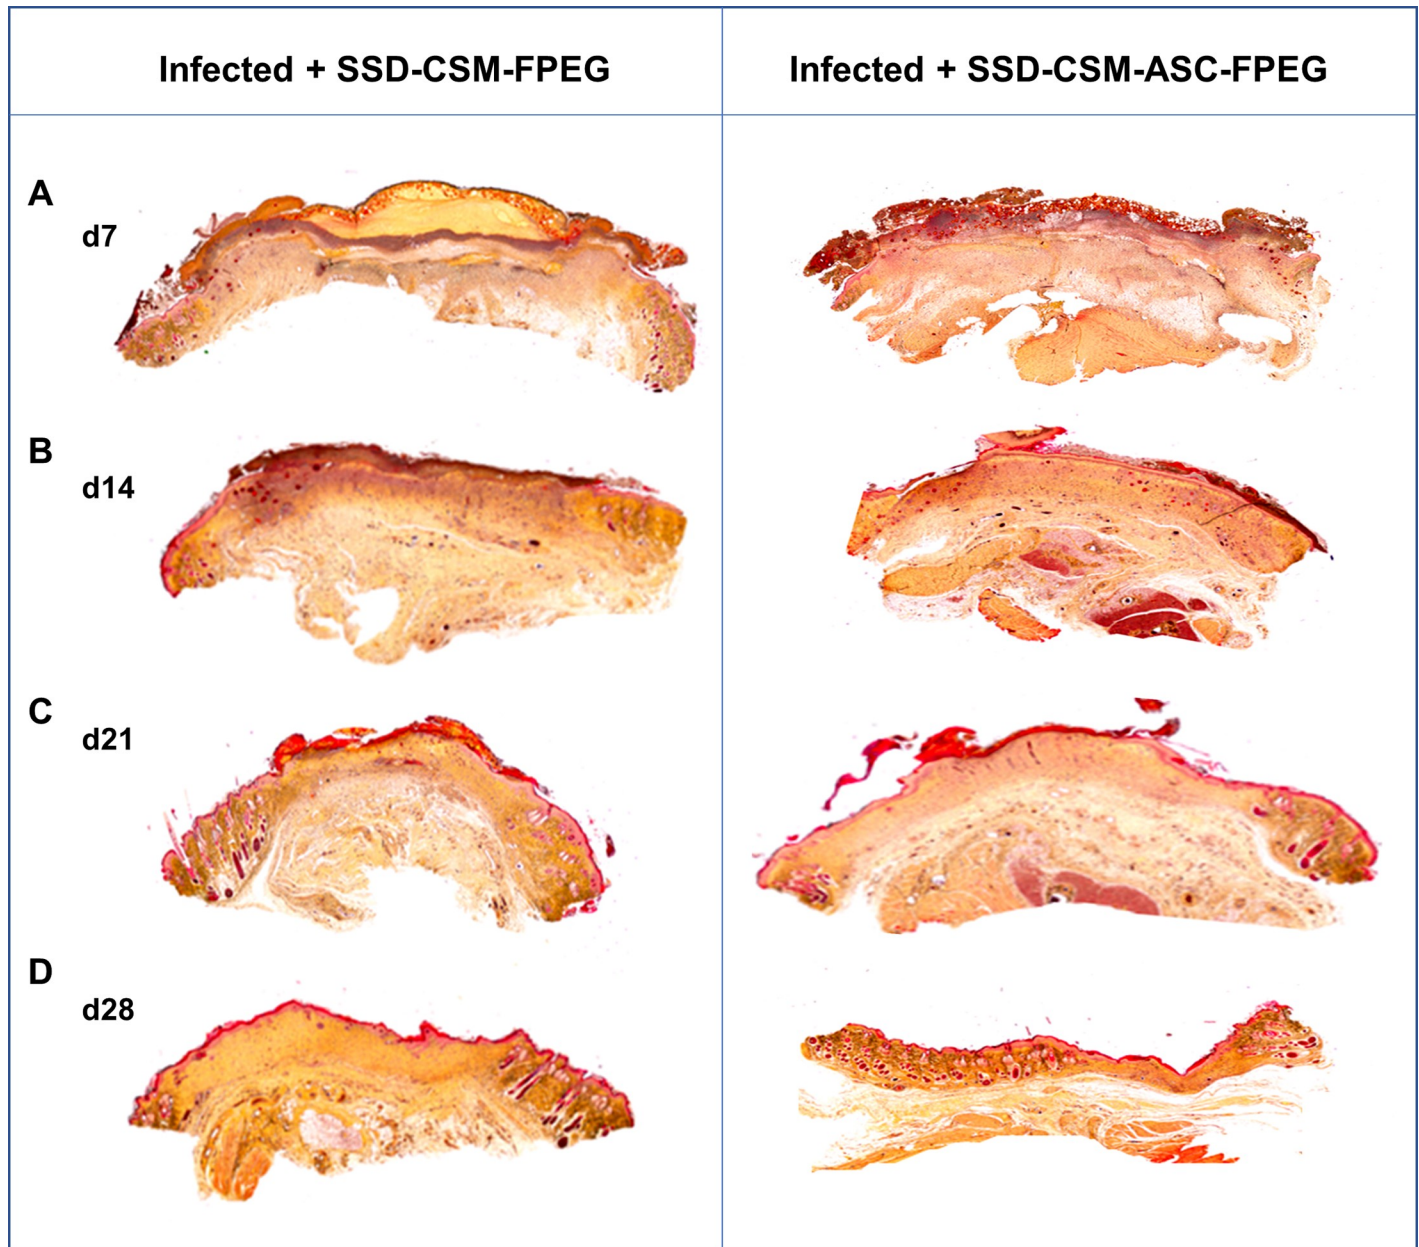 Infected + SSD-CSM-FPEG
Infected + SSD-CSM-ASC-FPEG
A
d7
B
d14
C
d21
D
d28